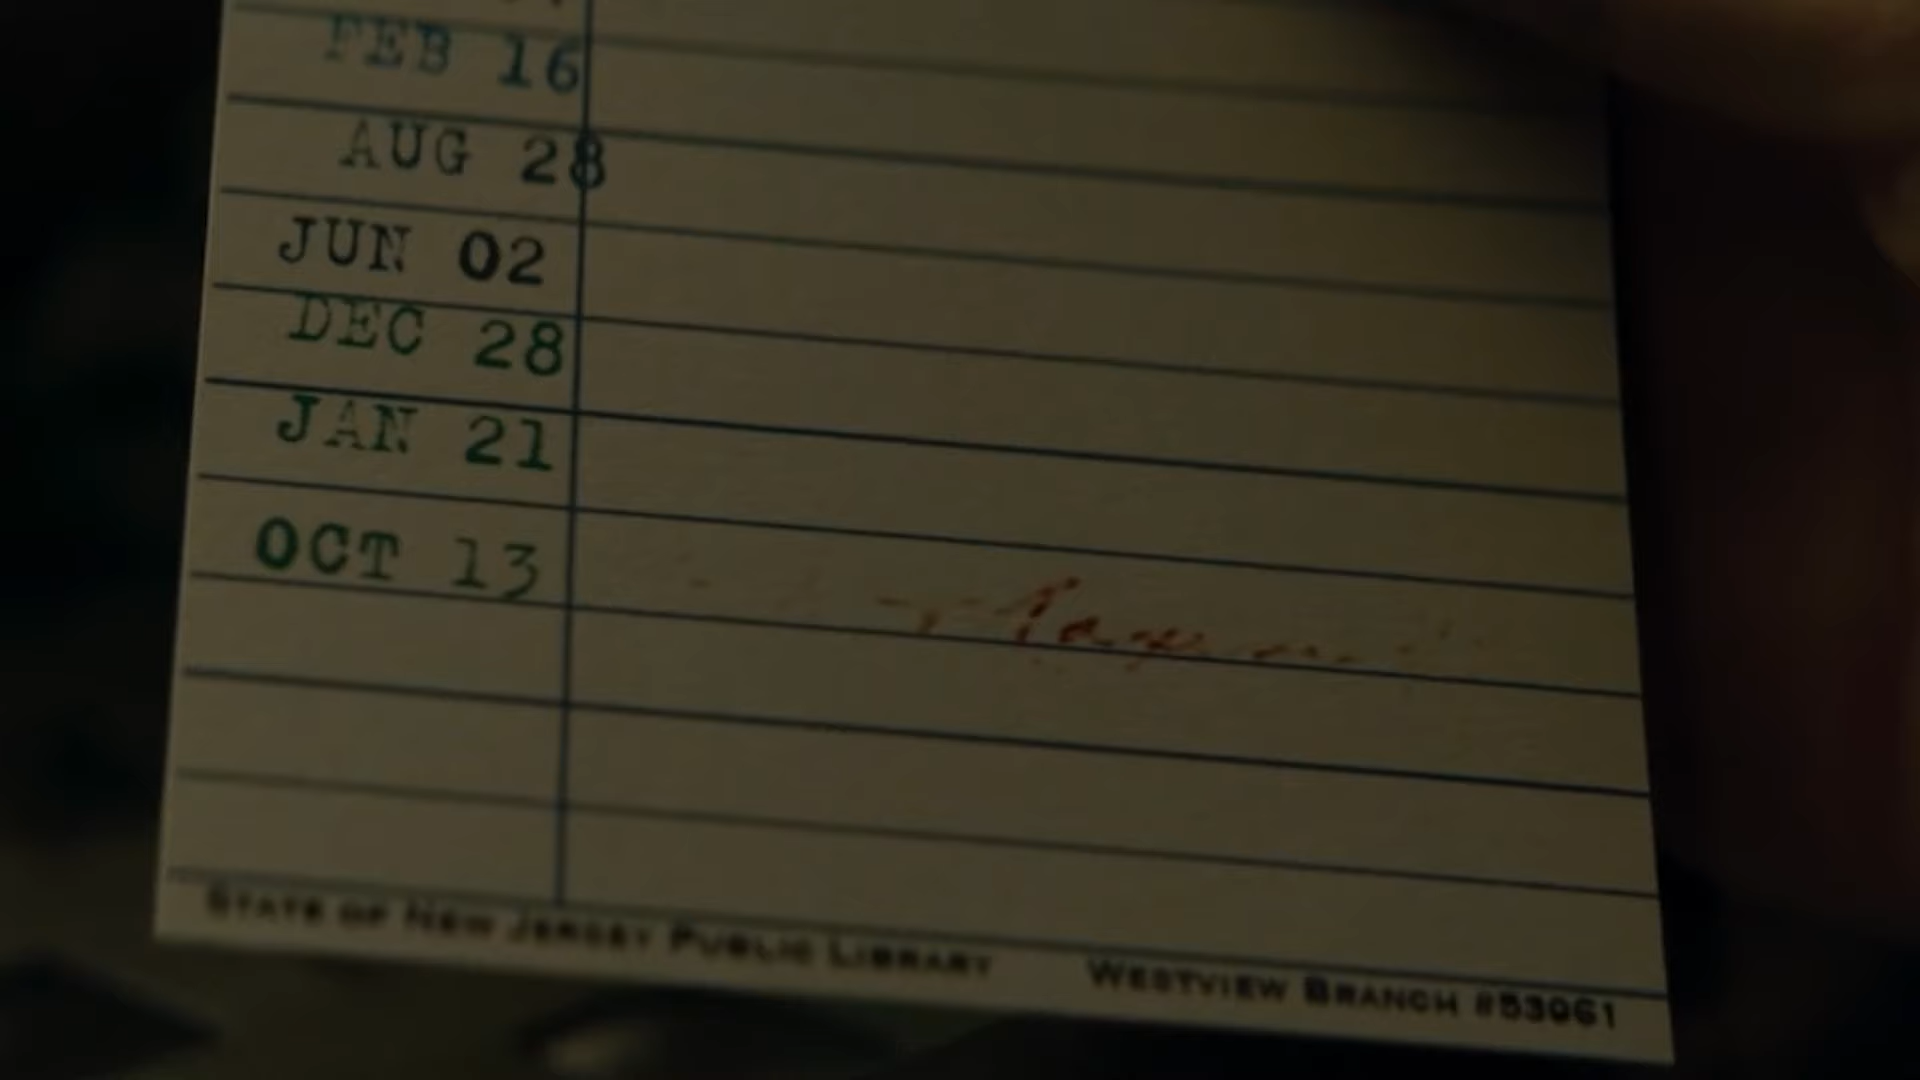 FEB 16
AUG 28
JUN 02
DEC 28
JAN 21
OCT 13
STATE OF NEW JERSEY PUBLIC LIBRARY WESTVIEW BRANCH #53061